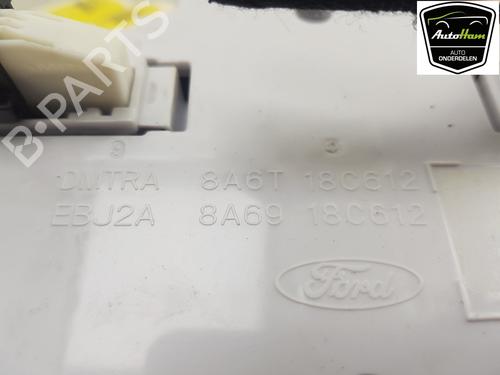 AutoHam
AUTO
ONDERDELEN
B-PARTS
9 3
DMTRA 8A6T 18C612
EBJ2A 8A69 18C612
Ford